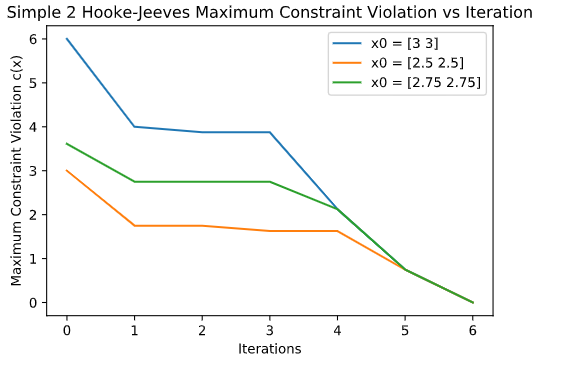 Simple 2 Hooke-Jeeves Maximum Constraint Violation vs Iteration
Maximum Constraint Violation c(x)
6
5
4
3
2
1
0
x0 = [3 3]
x0 = [2.5 2.5]
x0 = [2.75 2.75]
0 1 2 3 4 5 6
Iterations